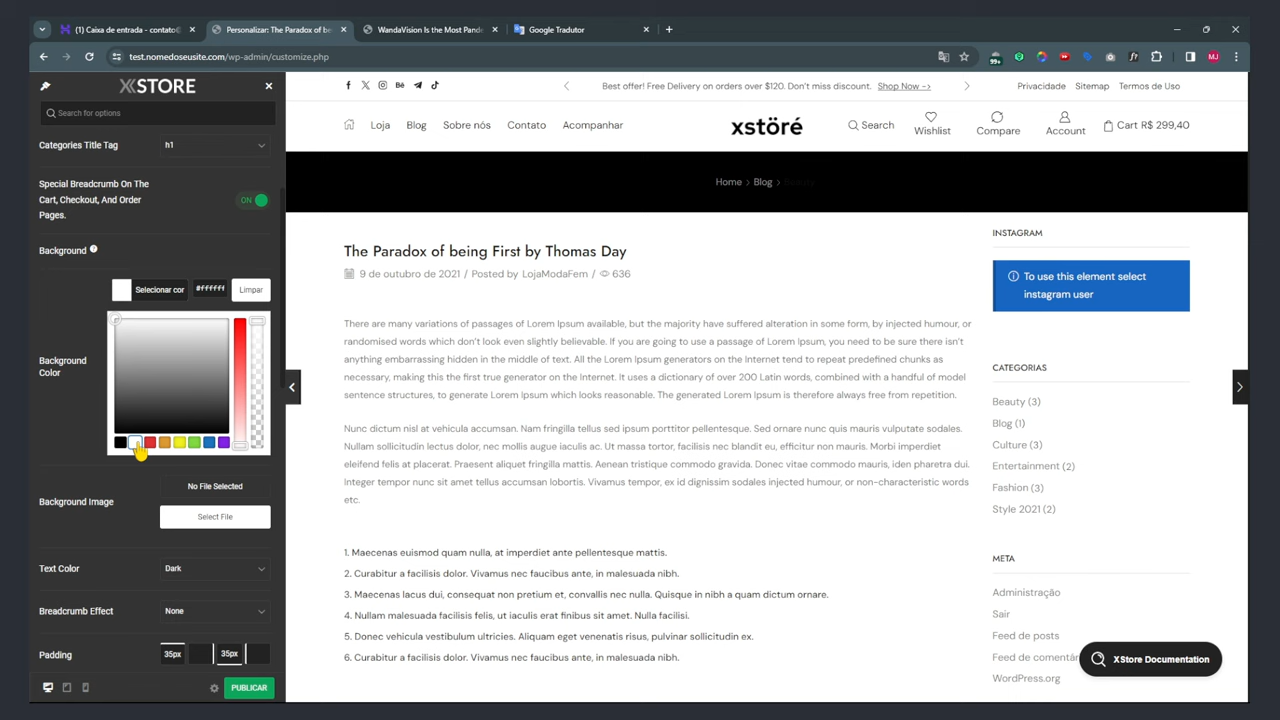 (1) Caixa de entrada - contato@
Personalizar: The Paradox of be
WandaVision Is the Most Pande
Google Tradutor
test.nomedoseusite.com/wp-admin/customize.php
99+
MJ
XSTORE
Search for options
Categories Title Tag
h1
Special Breadcrumb On The
Cart, Checkout, And Order
Pages.
ON
Background
Selecionar cor
#ffffff
Limpar
Background
Color
Background Image
No File Selected
Select File
Text Color
Dark
Breadcrumb Effect
None
Padding
35px
35px
PUBLICAR
Best offer! Free Delivery on orders over $120. Don't miss discount. Shop Now ->
Privacidade
Sitemap
Termos de Uso
Loja
Blog
Sobre nós
Contato
Acompanhar
xstöré
Search
Wishlist
Compare
Account
Cart R$ 299,40
Home > Blog > Beauty
The Paradox of being First by Thomas Day
9 de outubro de 2021 / Posted by LojaModaFem / 636
There are many variations of passages of Lorem Ipsum available, but the majority have suffered alteration in some form, by injected humour, or
randomised words which don't look even slightly believable. If you are going to use a passage of Lorem Ipsum, you need to be sure there isn't
anything embarrassing hidden in the middle of text. All the Lorem Ipsum generators on the Internet tend to repeat predefined chunks as
necessary, making this the first true generator on the Internet. It uses a dictionary of over 200 Latin words, combined with a handful of model
sentence structures, to generate Lorem Ipsum which looks reasonable. The generated Lorem Ipsum is therefore always free from repetition.
Nunc dictum nisl at vehicula accumsan. Nam fringilla tellus sed ipsum porttitor pellentesque. Sed ornare nunc quis mauris vulputate sodales.
Nullam sollicitudin lectus dolor, nec mollis augue iaculis ac. Ut massa tortor, facilisis nec blandit eu, efficitur non mauris. Morbi imperdiet
eleifend felis at placerat. Praesent aliquet fringilla mattis. Aenean tristique commodo gravida. Donec vitae commodo mauris, iden pharetra dui.
Integer tempor nunc sit amet tellus accumsan lobortis. Vivamus tempor, ex id dignissim sodales injected humour, or non-characteristic words
etc.
1. Maecenas euismod quam nulla, at imperdiet ante pellentesque mattis.
2. Curabitur a facilisis dolor. Vivamus nec faucibus ante, in malesuada nibh.
3. Maecenas lacus dui, consequat non pretium et, convallis nec nulla. Quisque in nibh a quam dictum ornare.
4. Nullam malesuada facilisis felis, ut iaculis erat finibus sit amet. Nulla facilisi.
5. Donec vehicula vestibulum ultricies. Aliquam eget venenatis risus, pulvinar sollicitudin ex.
6. Curabitur a facilisis dolor. Vivamus nec faucibus ante, in malesuada nibh.
INSTAGRAM
To use this element select
instagram user
CATEGORIAS
Beauty (3)
Blog (1)
Culture (3)
Entertainment (2)
Fashion (3)
Style 2021 (2)
META
Administração
Sair
Feed de posts
Feed de comentár
WordPress.org
XStore Documentation